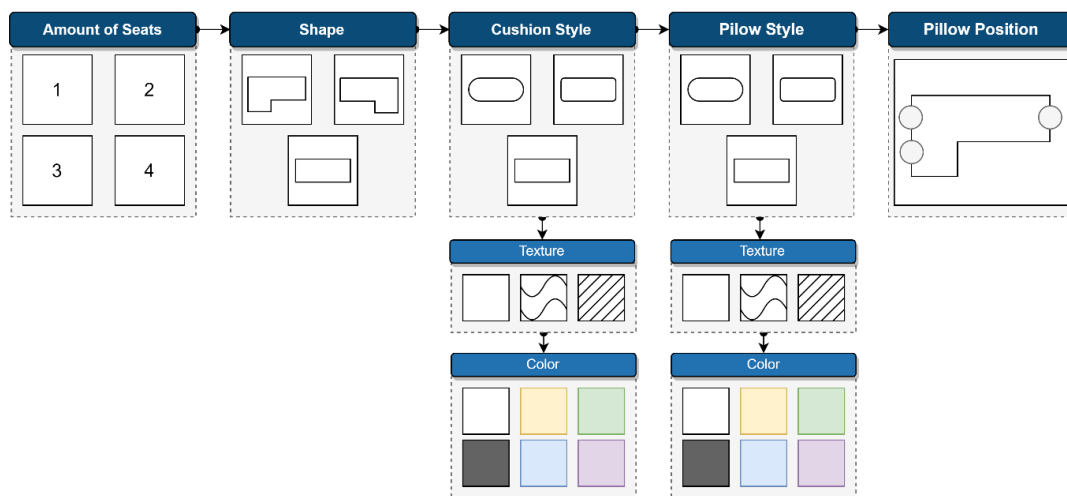 Amount of Seats
Shape
Cushion Style
Pilow Style
Pillow Position
1
2
3
4
Texture
Texture
Color
Color